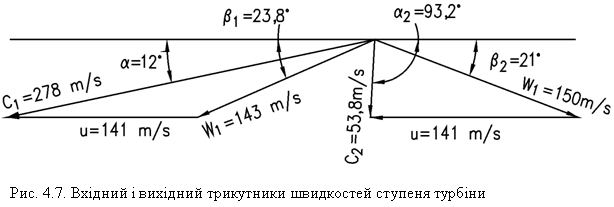 β₁=23,8°
α₂=93,2°
α=12°
β₂=21°
C₁=278 m/s
W₁=143 m/s
C₂=53,8m/s
W₁=150m/s
u=141 m/s
u=141 m/s
Рис. 4.7. Вхідний і вихідний трикутники швидкостей ступеня турбіни